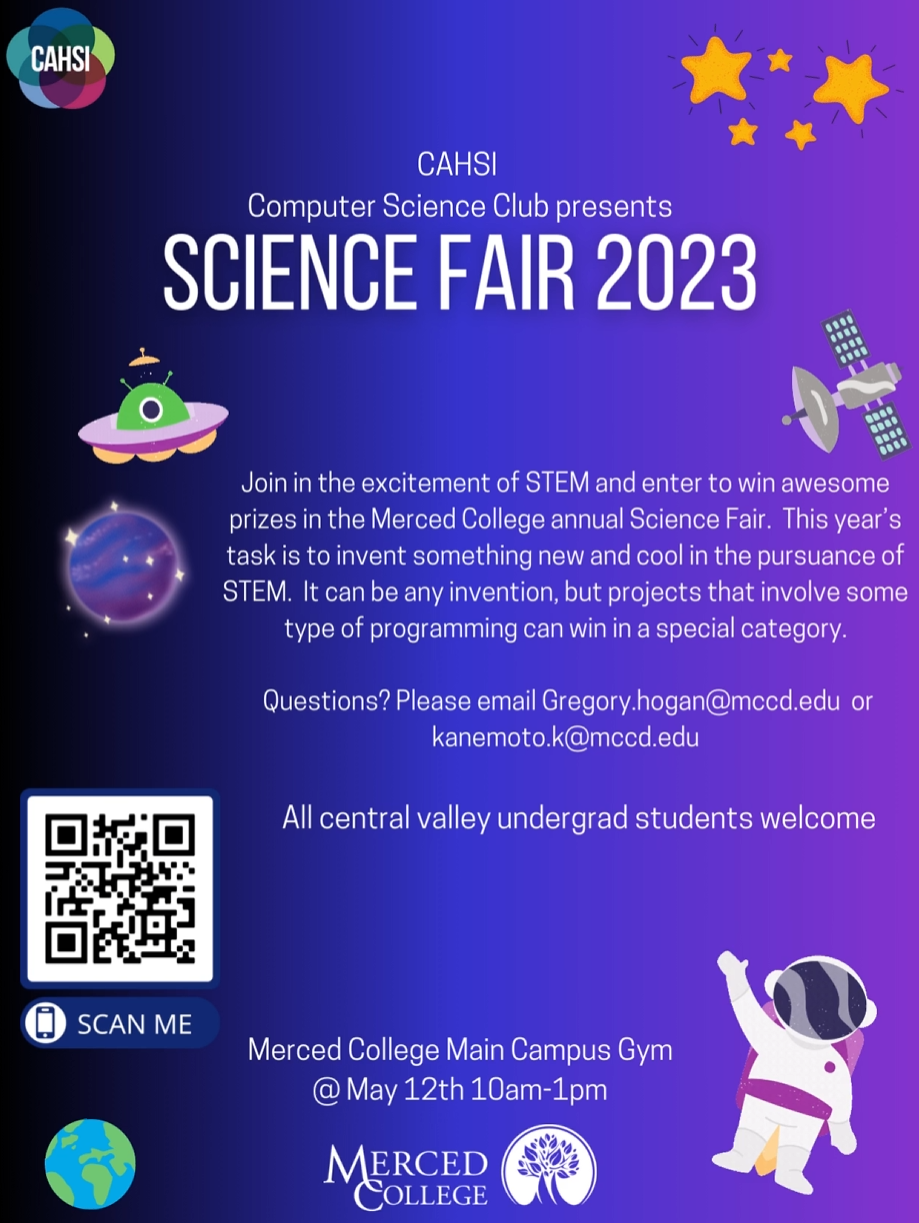 CAHSI
CAHSI
Computer Science Club presents
SCIENCE FAIR 2023
Join in the excitement of STEM and enter to win awesome
prizes in the Merced College annual Science Fair.  This year's
task is to invent something new and cool in the pursuance of
STEM.  It can be any invention, but projects that involve some
type of programming can win in a special category.
Questions? Please email Gregory.hogan@mccd.edu  or
kanemoto.k@mccd.edu
All central valley undergrad students welcome
SCAN ME
Merced College Main Campus Gym
@ May 12th 10am-1pm
MERCED
COLLEGE